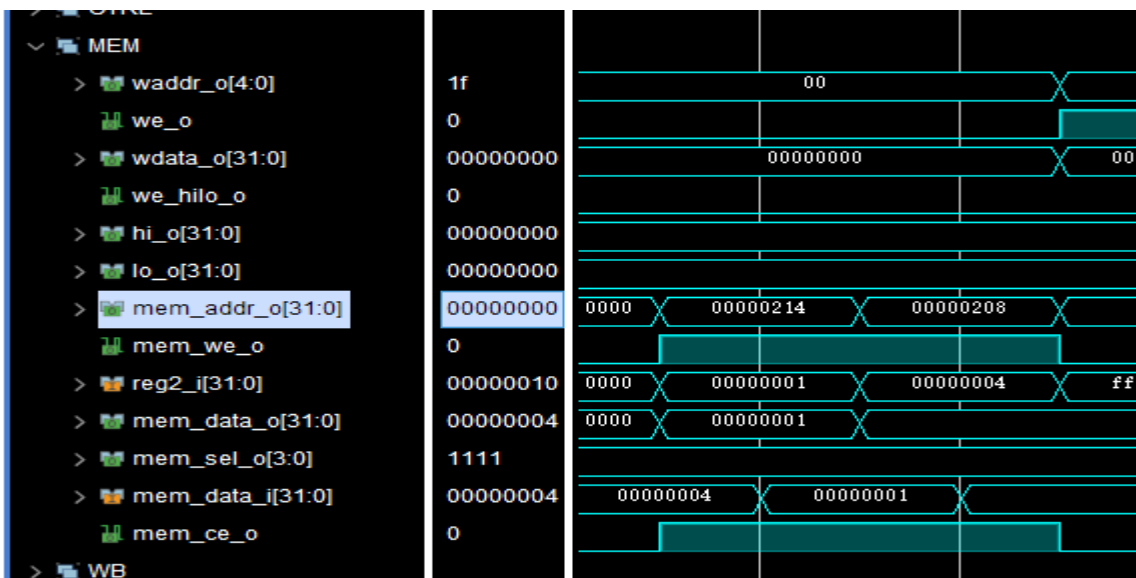 MEM
waddr_o[4:0] 1f 00
we_o 0
wdata_o[31:0] 00000000 00000000 00
we_hilo_o 0
hi_o[31:0] 00000000
lo_o[31:0] 00000000
mem_addr_o[31:0] 00000000 0000 00000214 00000208
mem_we_o 0
reg2_i[31:0] 00000010 0000 00000001 00000004 ff
mem_data_o[31:0] 00000004 0000 00000001
mem_sel_o[3:0] 1111
mem_data_i[31:0] 00000004 00000004 00000001
mem_ce_o 0
WB